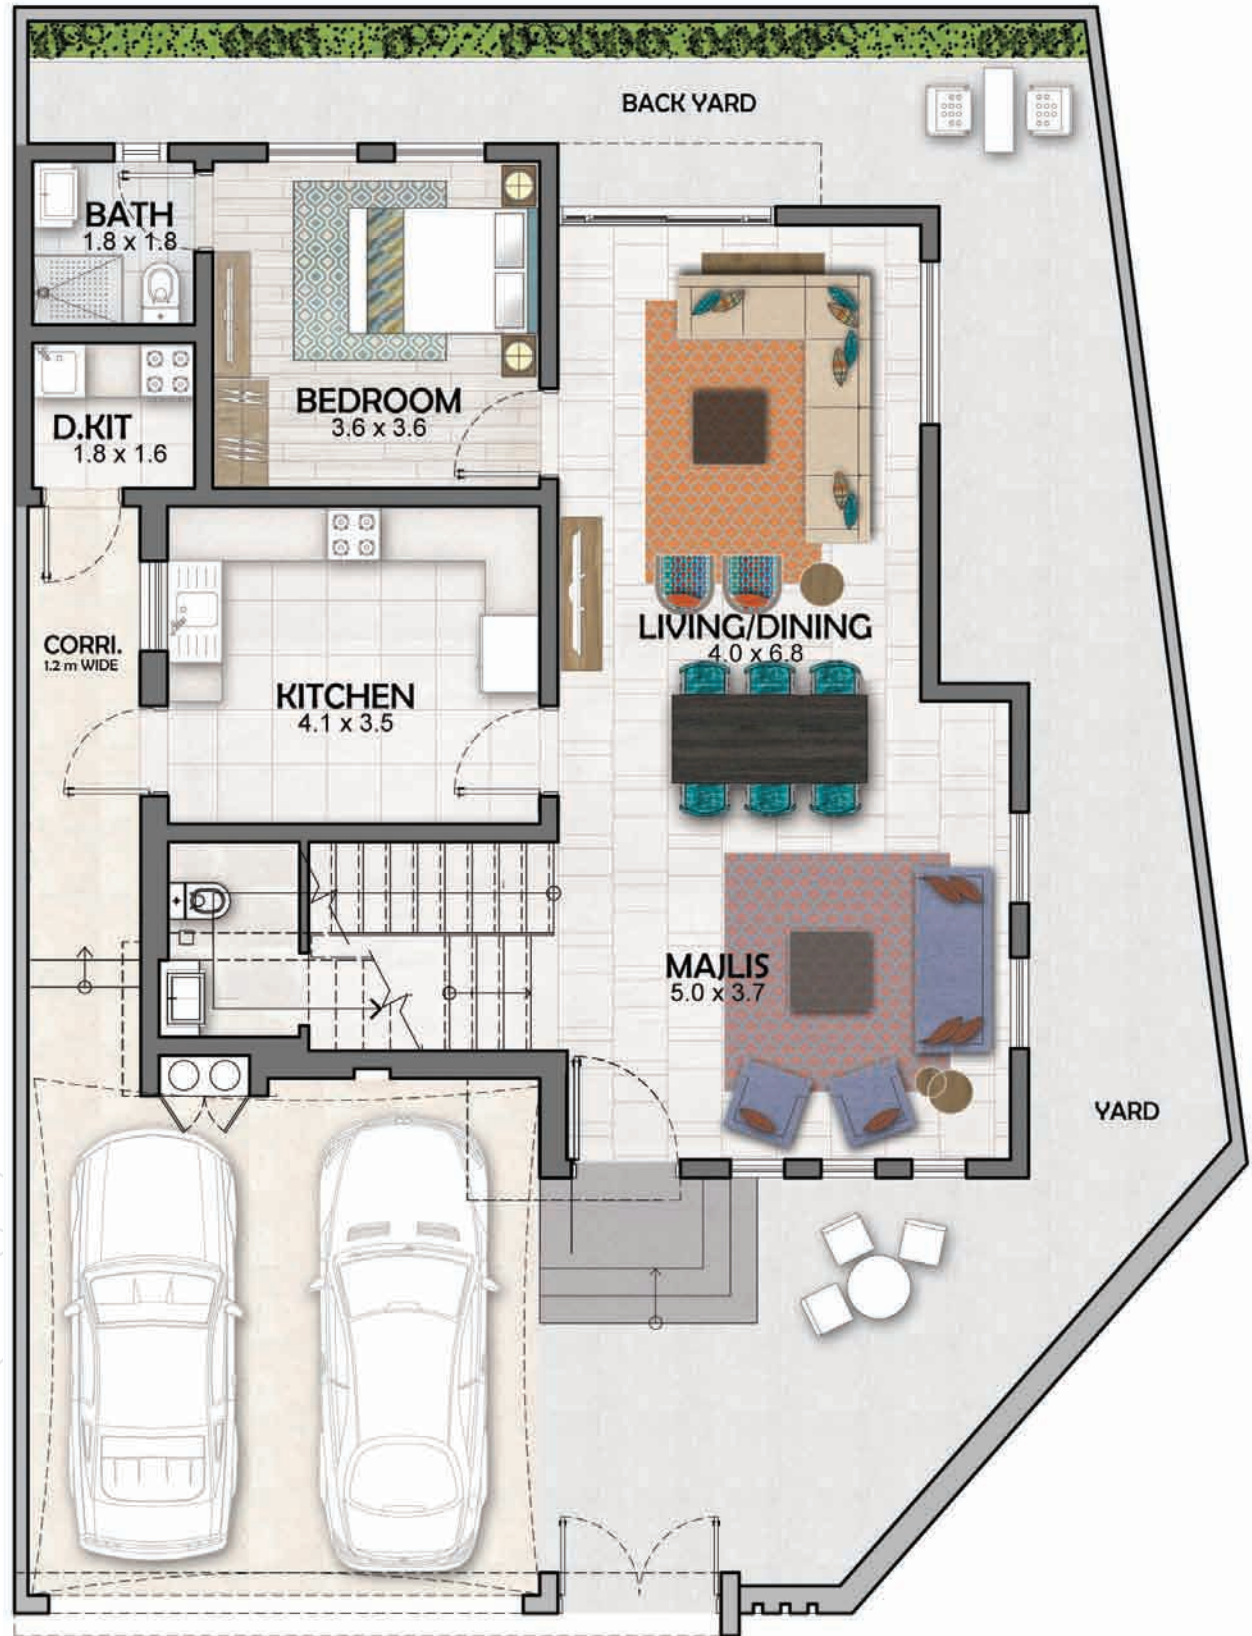 BACK YARD
BATH
1.8 x 1.8
BEDROOM
3.6 x 3.6
D.KIT
1.8 x 1.6
CORRI.
1.2 m WIDE
KITCHEN
4.1 x 3.5
LIVING/DINING
4.0 x 6.8
MAJLIS
5.0 x 3.7
YARD